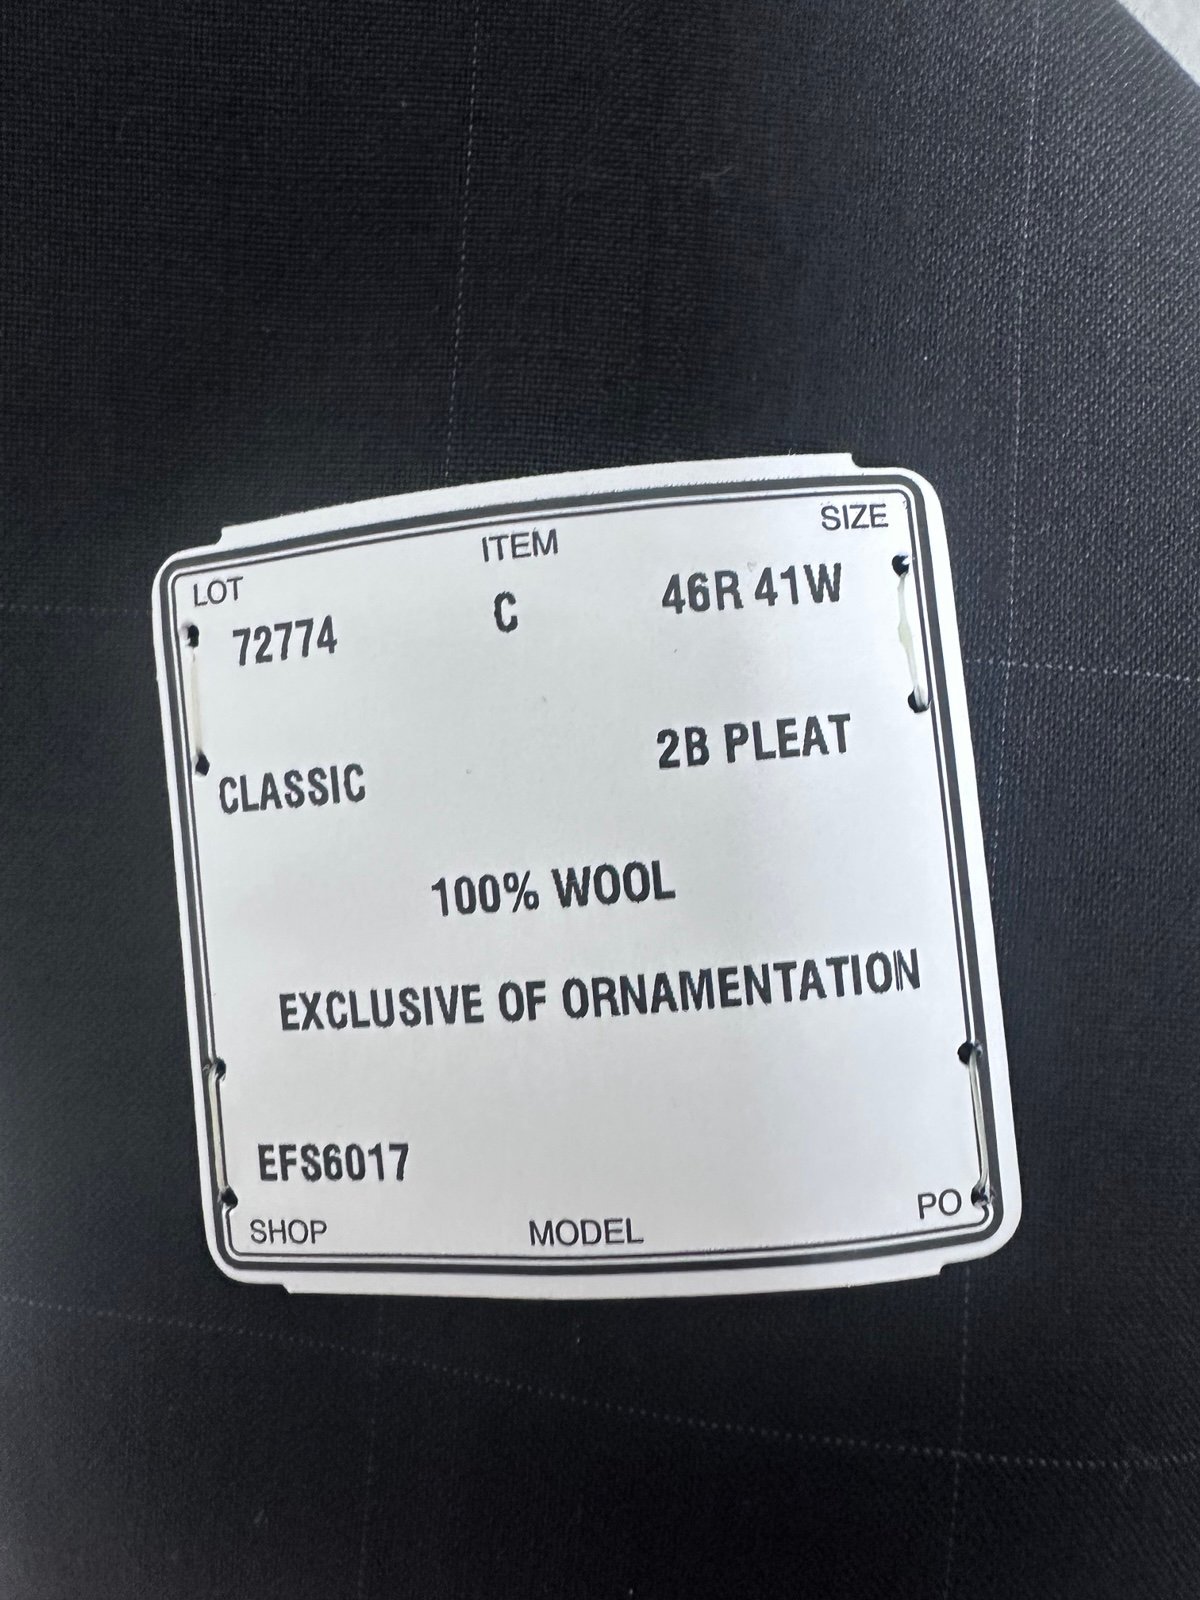 LOT ITEM SIZE
72774 C 46R 41W
CLASSIC 2B PLEAT
100% WOOL
EXCLUSIVE OF ORNAMENTATION
EFS6017
SHOP MODEL PO